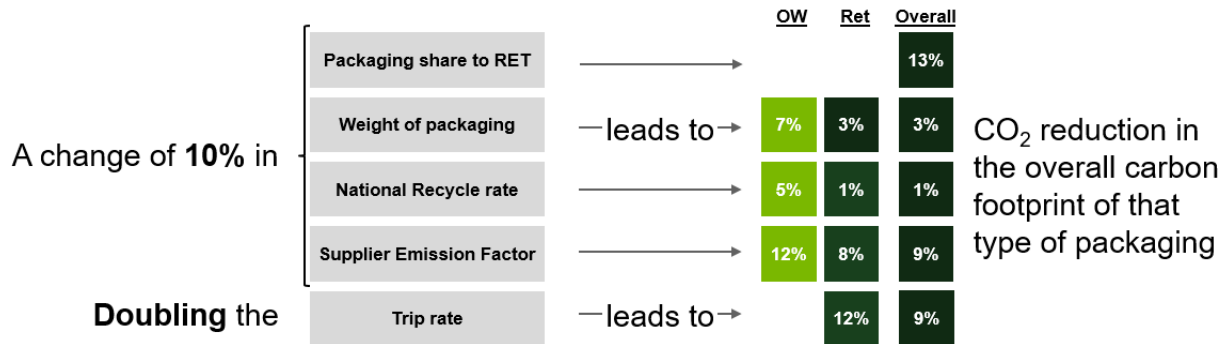 OW Ret Overall
Packaging share to RET 13%
Weight of packaging leads to 7% 3% 3%
A change of 10% in
National Recycle rate 5% 1% 1%
Supplier Emission Factor 12% 8% 9%
Doubling the Trip rate leads to 12% 9%
CO₂ reduction in
the overall carbon
footprint of that
type of packaging